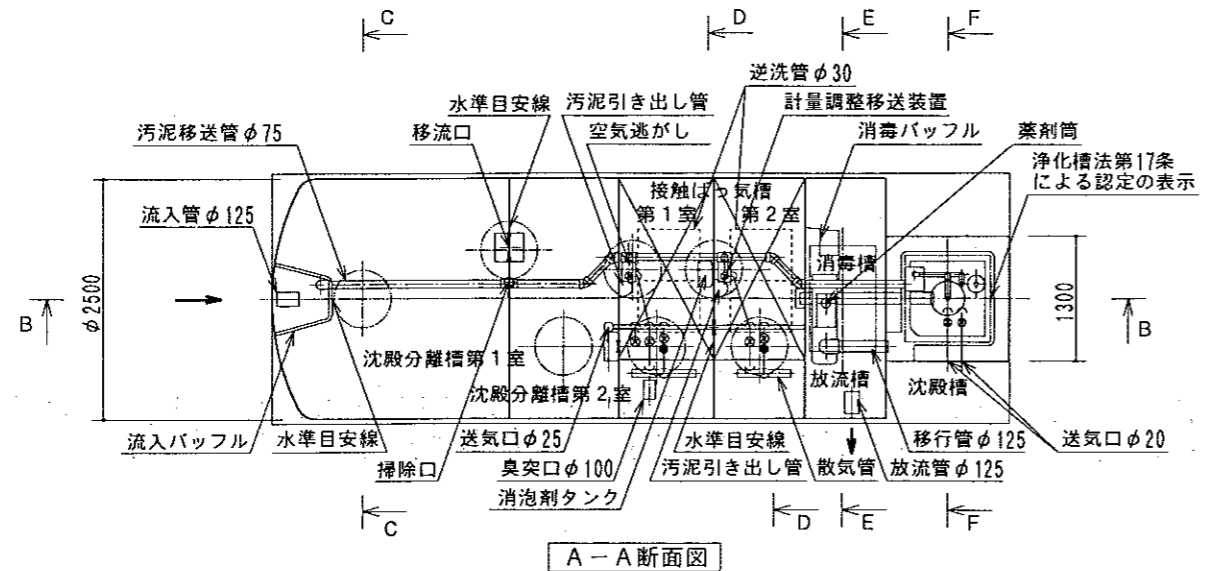 C
D
E
F
逆洗管φ30
水準目安線
汚泥引き出し管
計量調整移送装置
汚泥移送管φ75
移流口
空気逃がし
消毒バッフル
薬剤筒
浄化槽法第17条
による認定の表示
流入管φ125
接触ばっ気槽
第1室
第2室
消毒槽
φ2500
1300
B
B
沈殿分離槽第1室
沈殿分離槽第2室
放流槽
沈殿槽
流入バッフル
水準目安線
掃除口
送気口φ25
臭突口φ100
消泡剤タンク
水準目安線
汚泥引き出し管
散気管
移行管φ125
放流管φ125
送気口φ20
C
D
E
F
A-A断面図